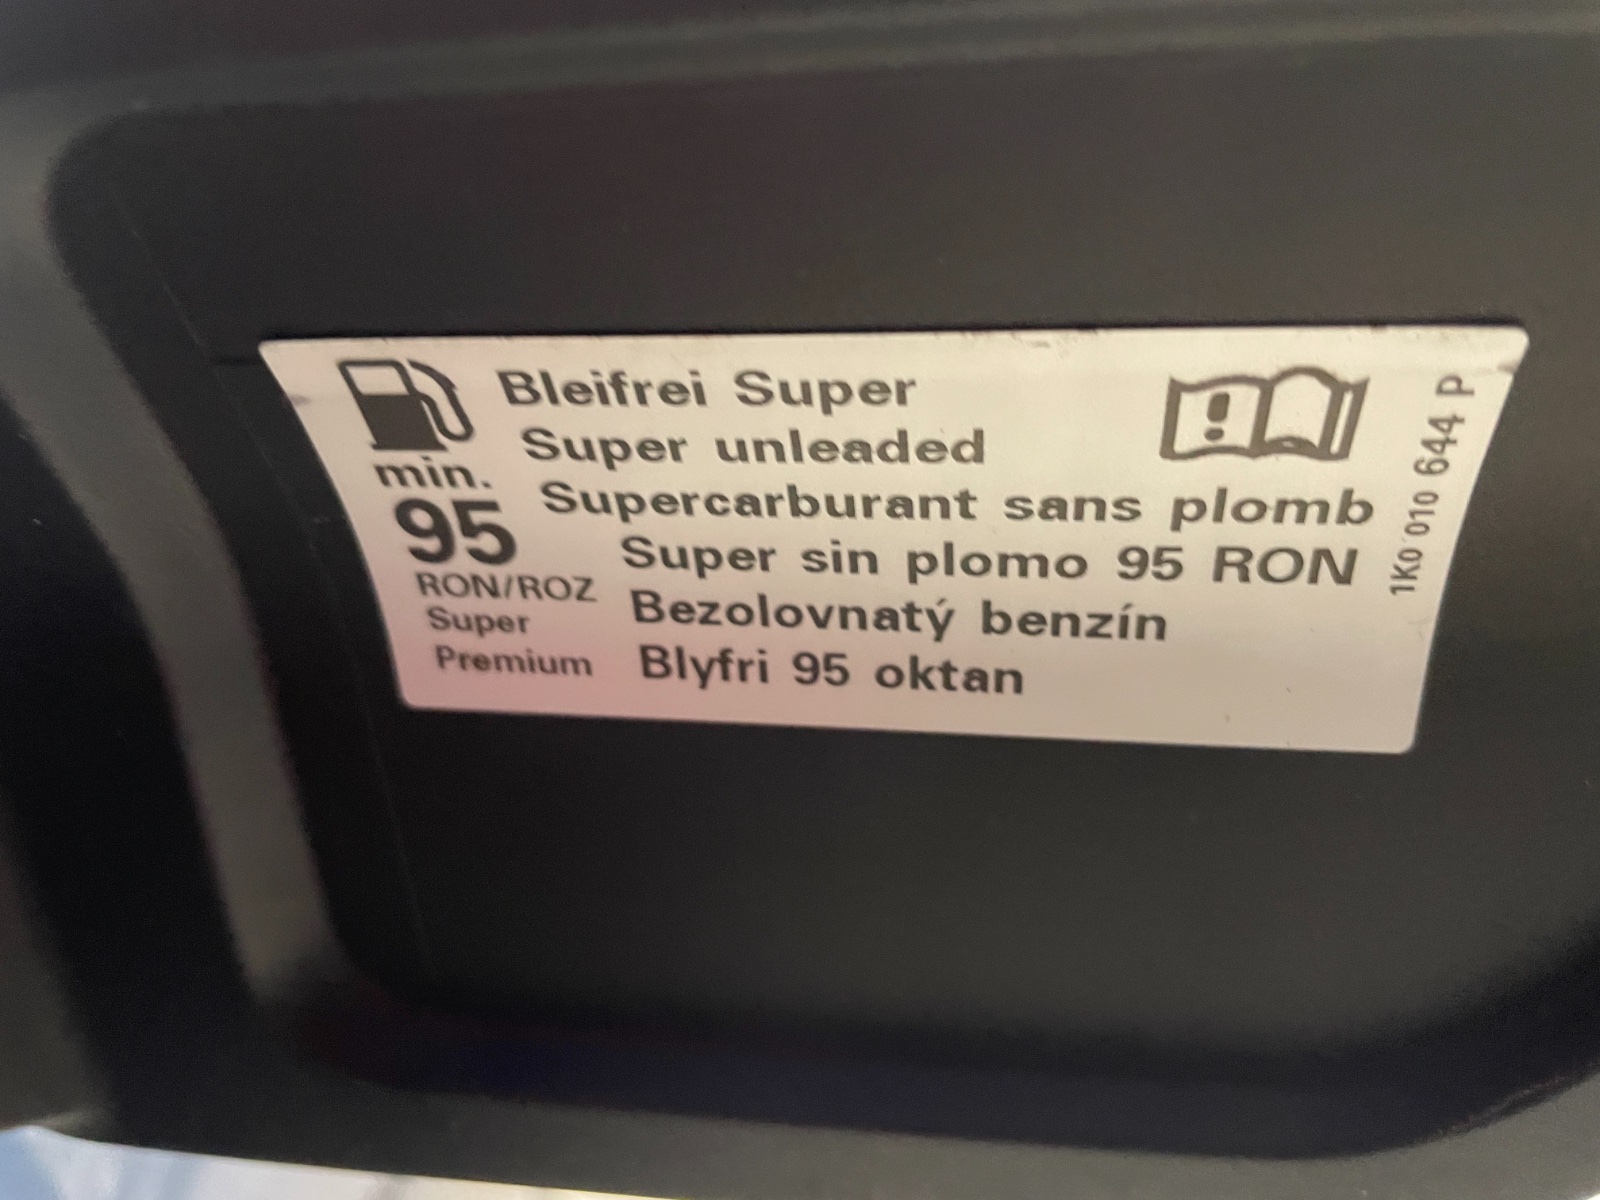 Bleifrei Super
Super unleaded
Supercarburant sans plomb
Super sin plomo 95 RON
Bezolovnatý benzín
Blyfri 95 oktan
min.
95
RON/ROZ
Super
Premium
!
1K0 010 644 P